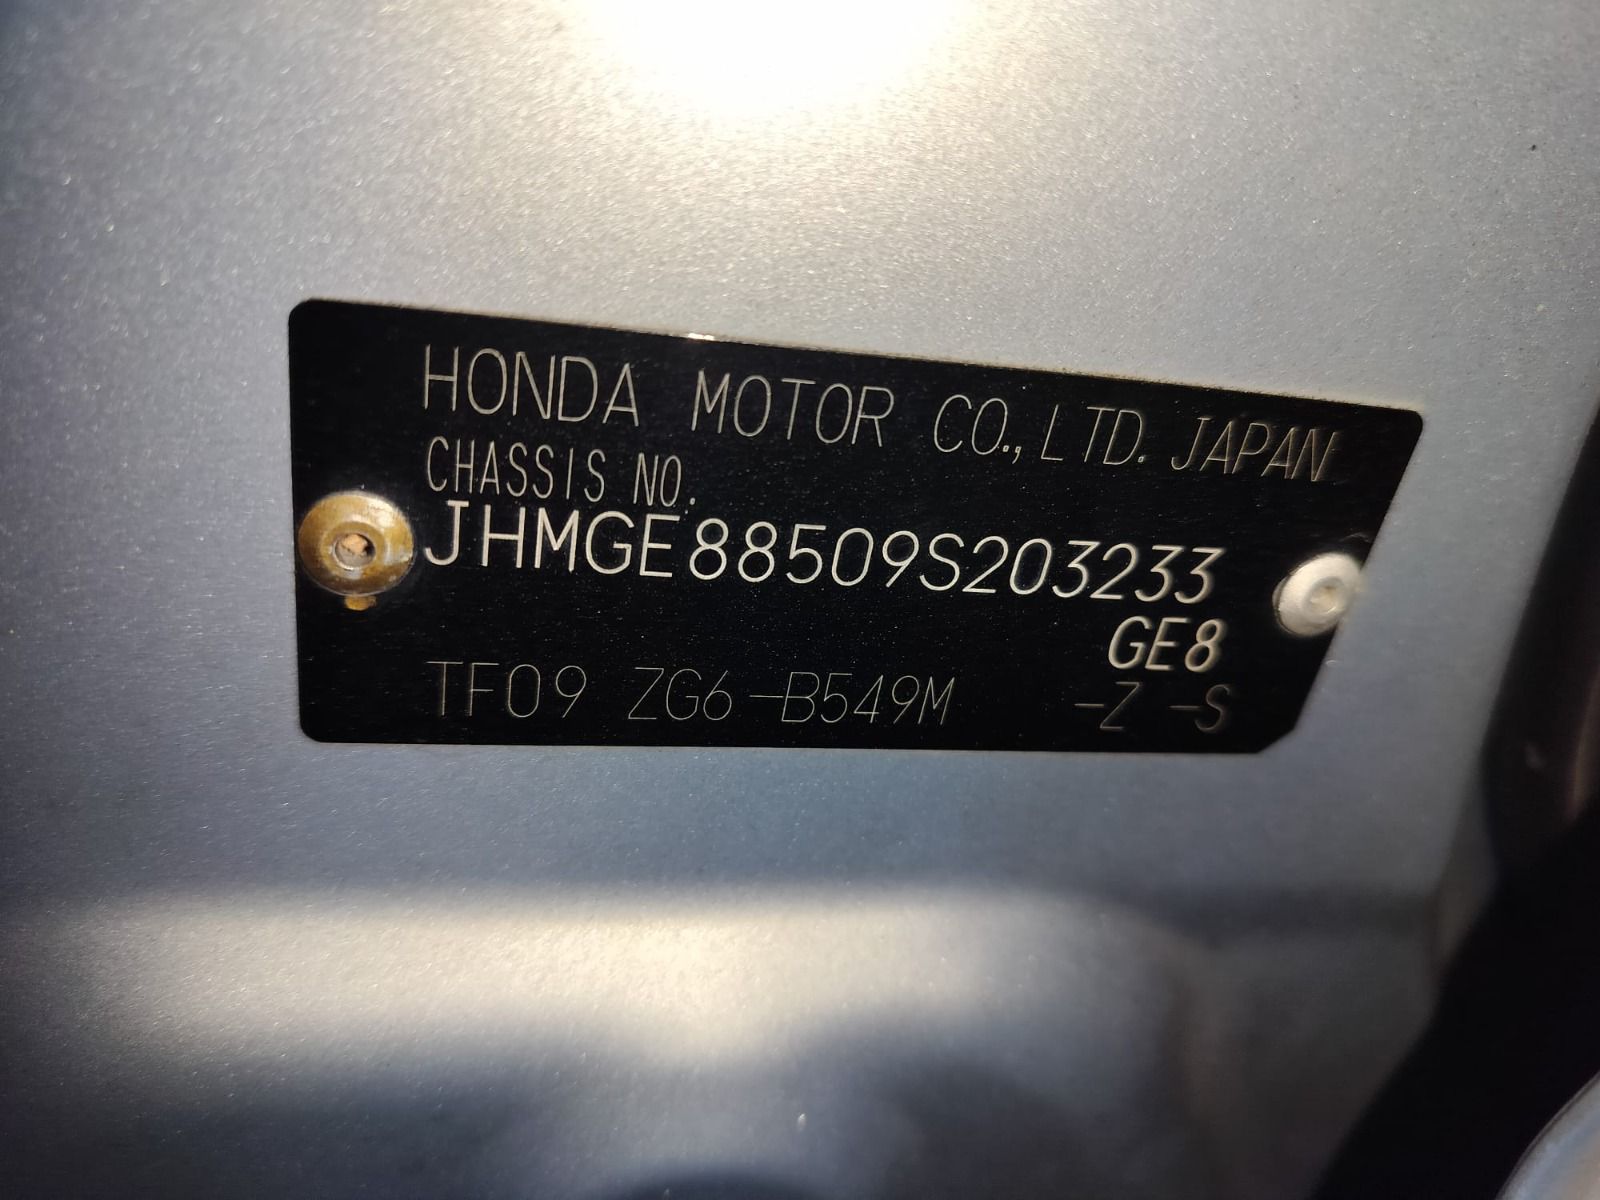 HONDA MOTOR CO., LTD. JAPAN
CHASSIS NO.
JHMGE88509S203233
GE8
TF09 ZG6-B549M -Z -S